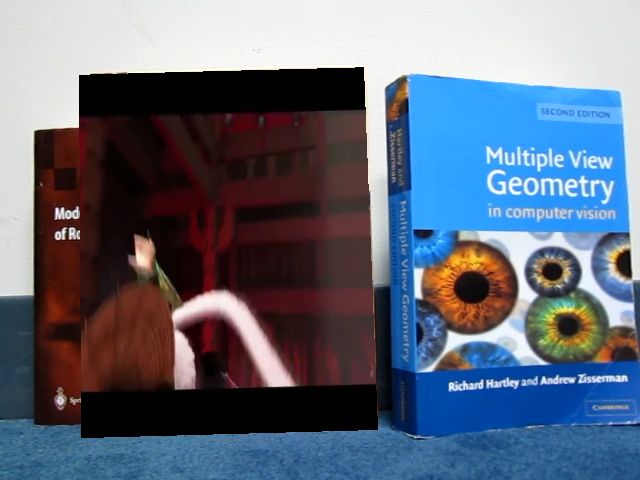 Mod
of Ro
SECOND EDITION
Multiple View
Geometry
in computer vision
Hartley and
Zisserman
Multiple View Geometry
Richard Hartley and Andrew Zisserman
CAMBRIDGE